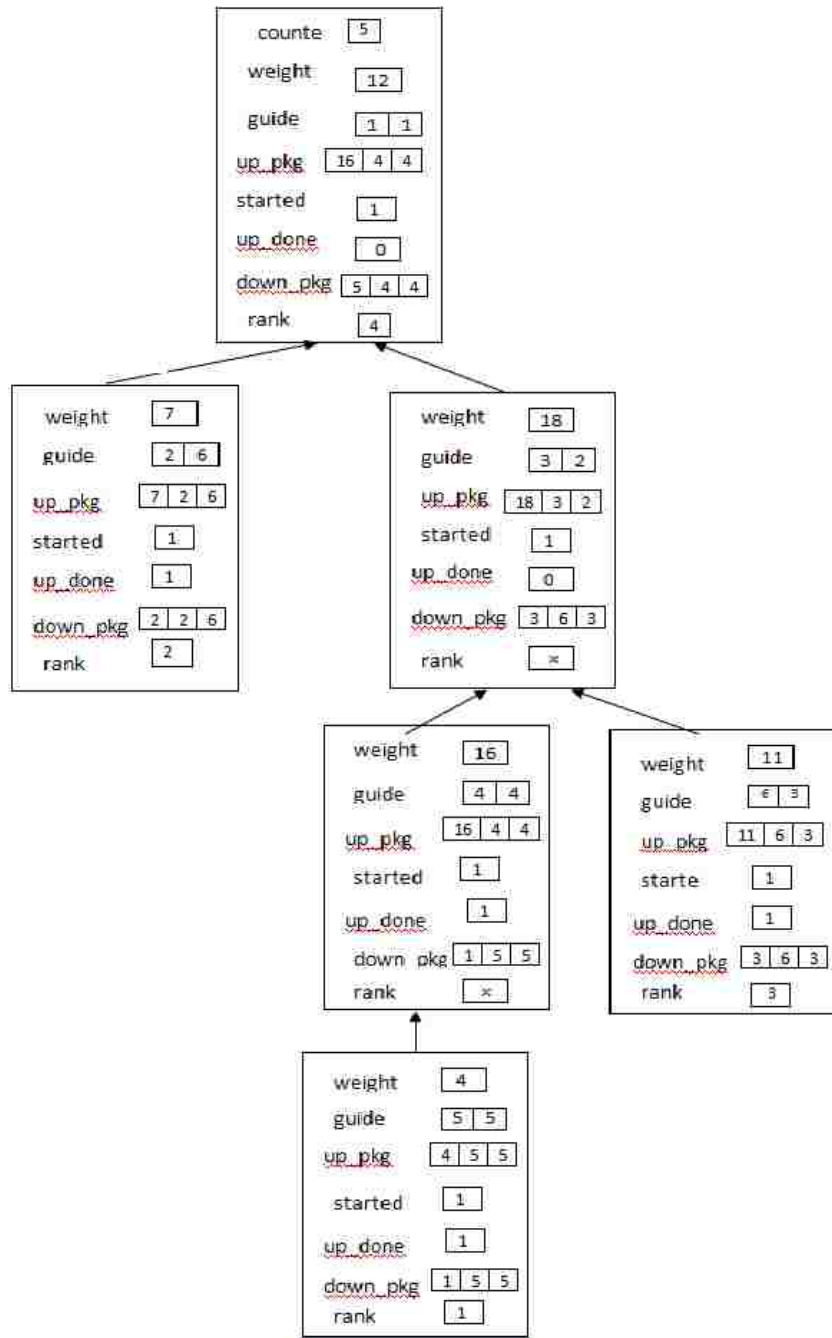 counte 5
weight 12
guide 1 1
up_pkg 16 4 4
started 1
up_done 0
down_pkg 5 4 4
rank 4
weight 7
guide 2 6
up_pkg 7 2 6
started 1
up_done 1
down_pkg 2 2 6
rank 2
weight 18
guide 3 2
up_pkg 18 3 2
started 1
up_done 0
down_pkg 3 6 3
rank ×
weight 16
guide 4 4
up_pkg 16 4 4
started 1
up_done 1
down pkg 1 5 5
rank ×
weight 11
guide 6 3
up_pkg 11 6 3
starte 1
up_done 1
down_pkg 3 6 3
rank 3
weight 4
guide 5 5
up_pkg 4 5 5
started 1
up_done 1
down_pkg 1 5 5
rank 1